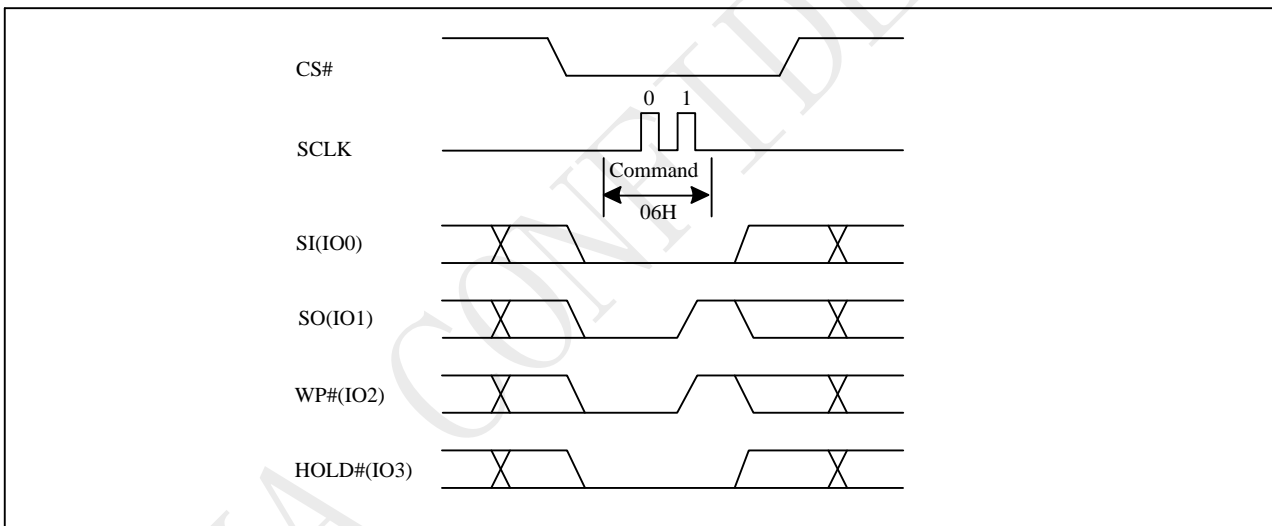 CS#
0 1
SCLK
Command
06H
SI(IO0)
SO(IO1)
WP#(IO2)
HOLD#(IO3)